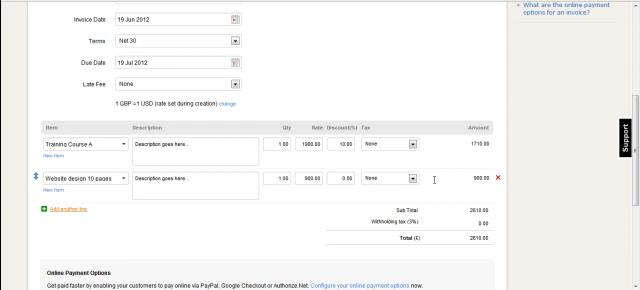 What are the online payment
options for an invoice?
Invoice Date 19 Jun 2012
Terms Net 30
Due Date 19 Jul 2012
Late Fee None
1 GBP =1 USD (rate set during creation) change
Item Description Qty Rate Discount(%) Tax Amount
Training Course A Description goes here... 1.00 1900.00 10.00 None 1710.00
New Item
Website design 10 pages Description goes here... 1.00 900.00 0.00 None 900.00
New Item
Add another line
Sub Total 2610.00
Withholding tax (3%) 0.00
Total (£) 2610.00
Online Payment Options
Get paid faster by enabling your customers to pay online via PayPal, Google Checkout or Authorize.Net. Configure your online payment options now.
Support